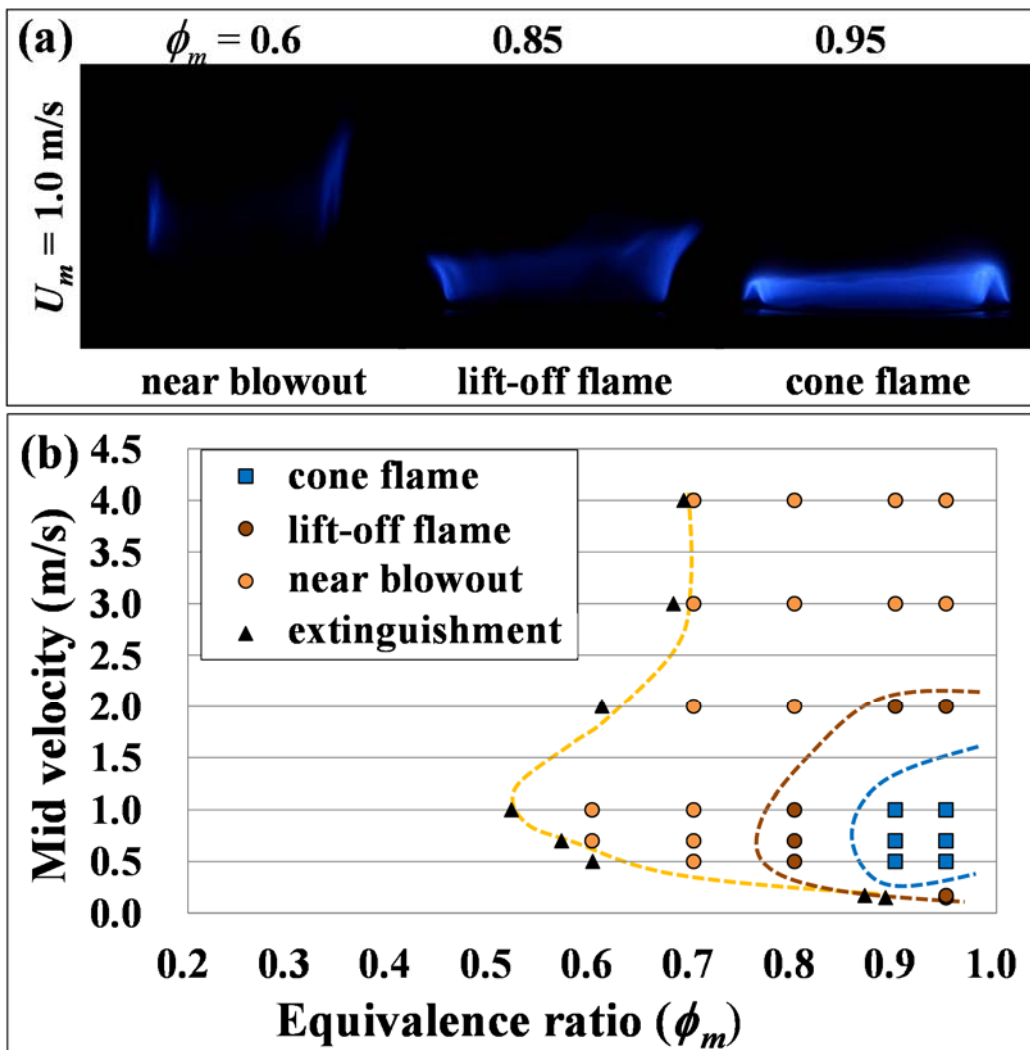 (a) ϕm = 0.6 0.85 0.95
Um = 1.0 m/s
near blowout lift-off flame cone flame
(b)
cone flame
lift-off flame
near blowout
extinguishment
Mid velocity (m/s)
4.5
4.0
3.5
3.0
2.5
2.0
1.5
1.0
0.5
0.0
0.2 0.3 0.4 0.5 0.6 0.7 0.8 0.9 1.0
Equivalence ratio (ϕm)